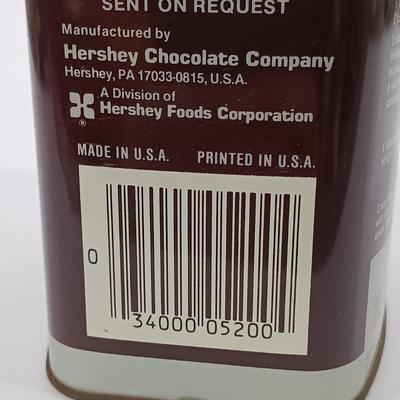 SENT ON REQUEST
Manufactured by
Hershey Chocolate Company
Hershey, PA 17033-0815, U.S.A.
A Division of
Hershey Foods Corporation
®
MADE IN U.S.A. PRINTED IN U.S.A.
0
34000 05200